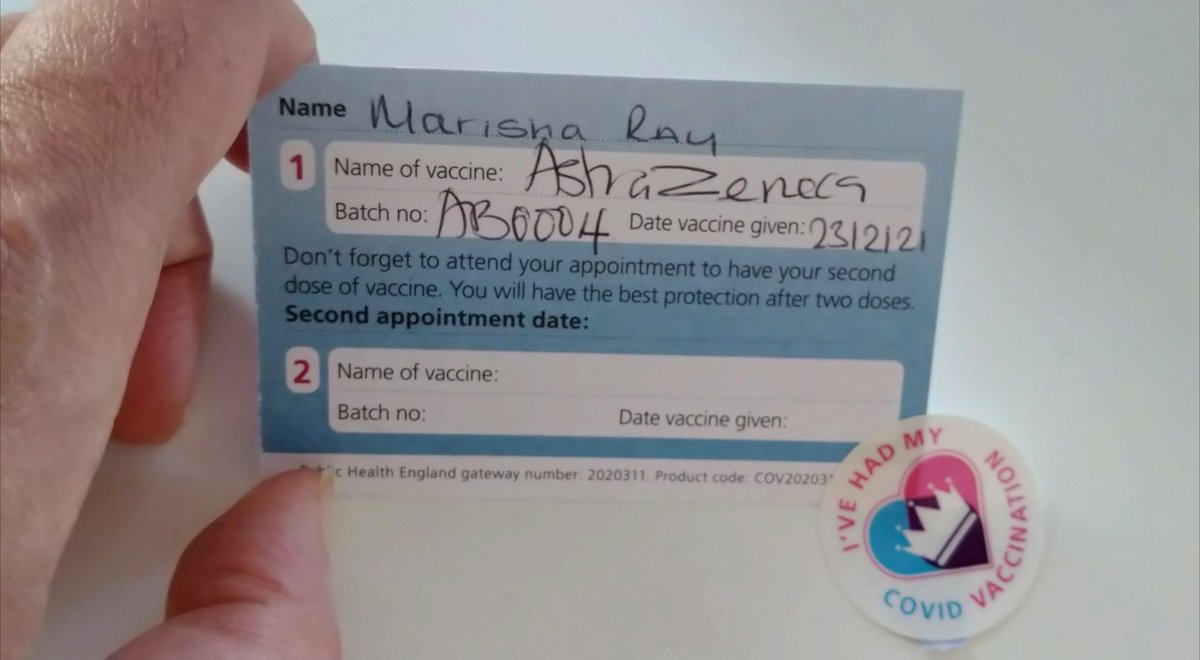 Name Marisha Ray
1 Name of vaccine: AstraZeneca
Batch no: AB0004 Date vaccine given: 23/2/21
Don't forget to attend your appointment to have your second
dose of vaccine. You will have the best protection after two doses.
Second appointment date:
2 Name of vaccine:
Batch no: Date vaccine given:
Public Health England gateway number: 2020311. Product code: COV20203
I'VE HAD MY
COVID VACCINATION